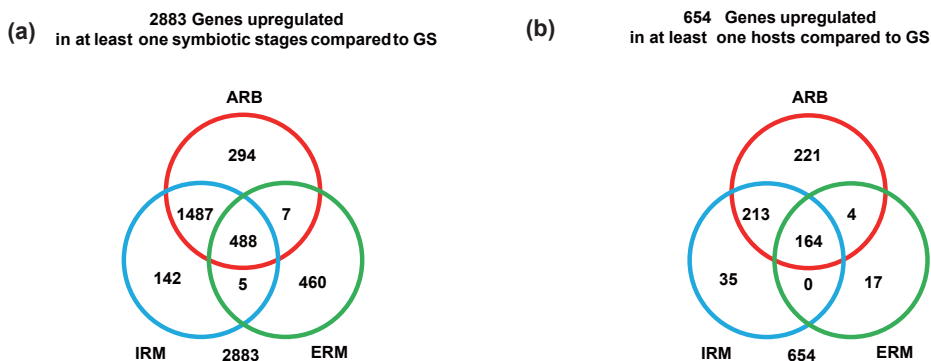 (a)
2883 Genes upregulated
in at least one symbiotic stages compared to GS
ARB
294
1487
7
488
142
5
460
IRM
2883
ERM
(b)
654 Genes upregulated
in at least one hosts compared to GS
ARB
221
213
4
164
35
0
17
IRM
654
ERM